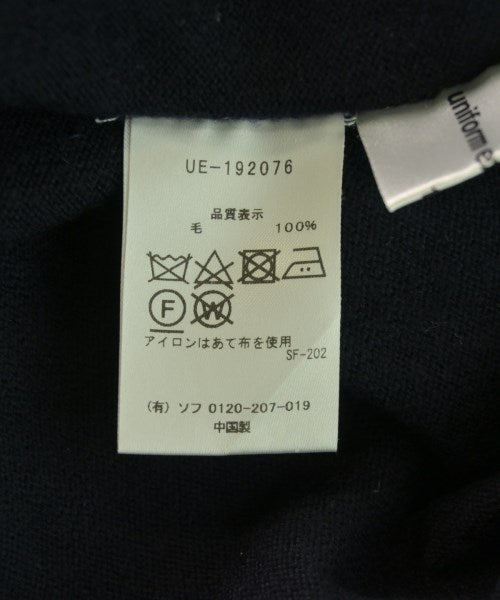 UE-192076
品質表示
毛 100%
F W
アイロンはあて布を使用
SF-202
(有) ソフ 0120-207-019
中国製
uniform e